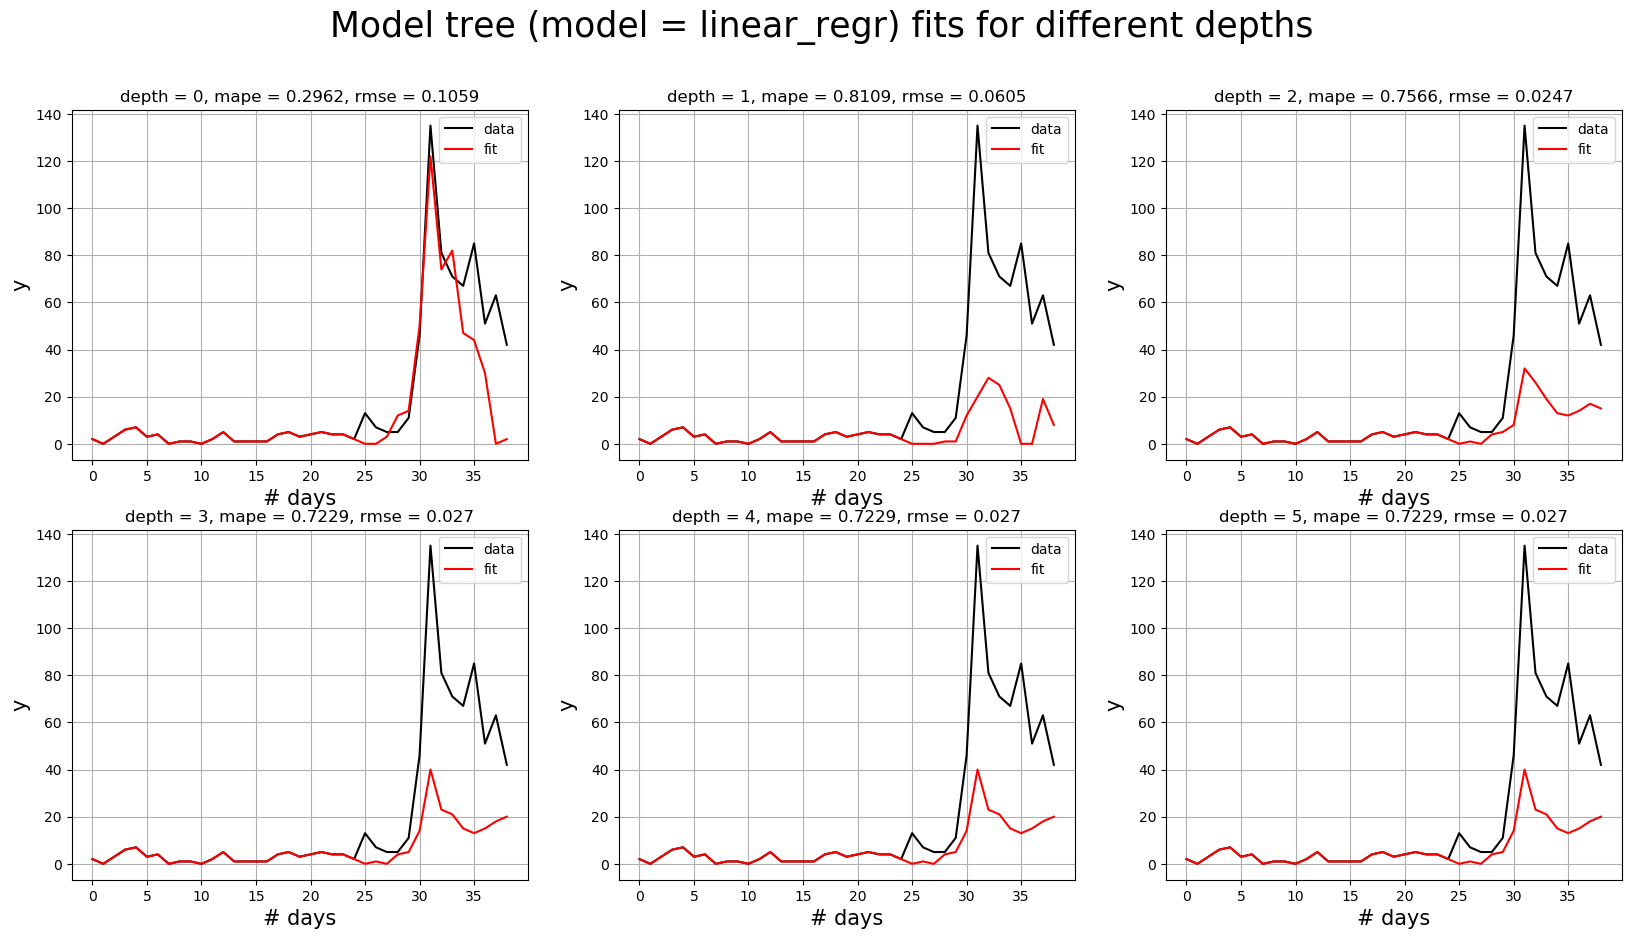 Model tree (model = linear_regr) fits for different depths
depth = 0, mape = 0.2962, rmse = 0.1059
140
120
100
80
60
40
20
0
y
data
fit
0 5 10 15 20 25 30 35
# days
depth = 1, mape = 0.8109, rmse = 0.0605
140
120
100
80
60
40
20
0
y
data
fit
0 5 10 15 20 25 30 35
# days
depth = 2, mape = 0.7566, rmse = 0.0247
140
120
100
80
60
40
20
0
y
data
fit
0 5 10 15 20 25 30 35
# days
depth = 3, mape = 0.7229, rmse = 0.027
140
120
100
80
60
40
20
0
y
data
fit
0 5 10 15 20 25 30 35
# days
depth = 4, mape = 0.7229, rmse = 0.027
140
120
100
80
60
40
20
0
y
data
fit
0 5 10 15 20 25 30 35
# days
depth = 5, mape = 0.7229, rmse = 0.027
140
120
100
80
60
40
20
0
y
data
fit
0 5 10 15 20 25 30 35
# days